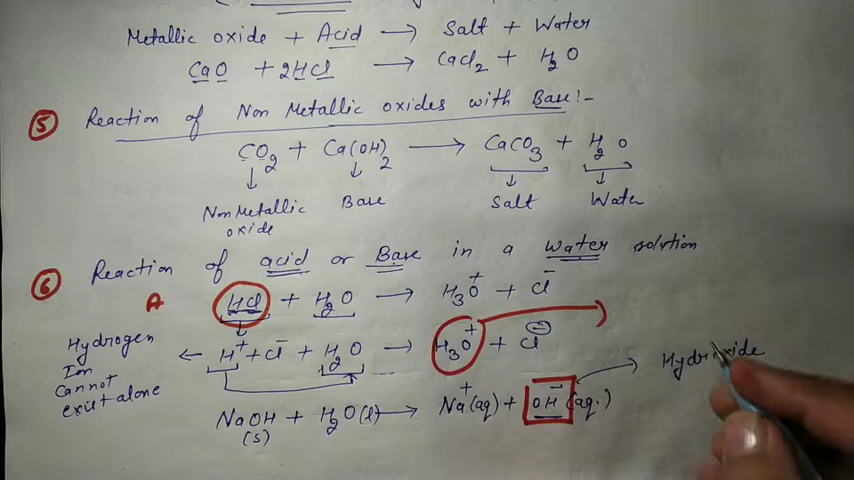 Metallic oxide + Acid → Salt + Water
CaO + 2HCl → CaCl₂ + H₂O
5 Reaction of Non Metallic oxides with Base:-
CO₂ + Ca(OH)₂ → CaCO₃ + H₂O
Non Metallic oxide Base Salt Water
6 Reaction of acid or Base in a water solution
A HCl + H₂O → H₃O⁺ + Cl⁻
Hydrogen Ion Cannot exist alone ← H⁺ + Cl⁻ + H₂O → H₃O⁺ + Cl⁻
NaOH (s) + H₂O(l) → Na⁺(aq) + OH⁻(aq.) → Hydroxide